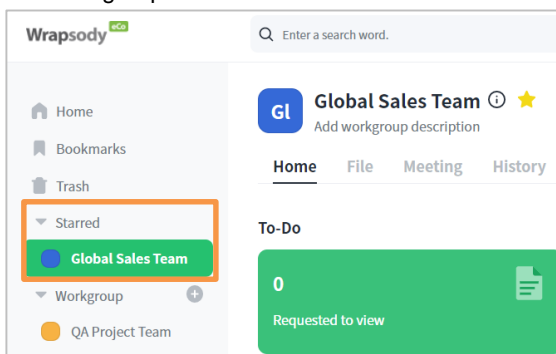 Wrapsody eCo
Enter a search word.
Home
Bookmarks
Trash
Starred
Global Sales Team
Workgroup
QA Project Team
Gl
Global Sales Team
Add workgroup description
Home File Meeting History
To-Do
0
Requested to view